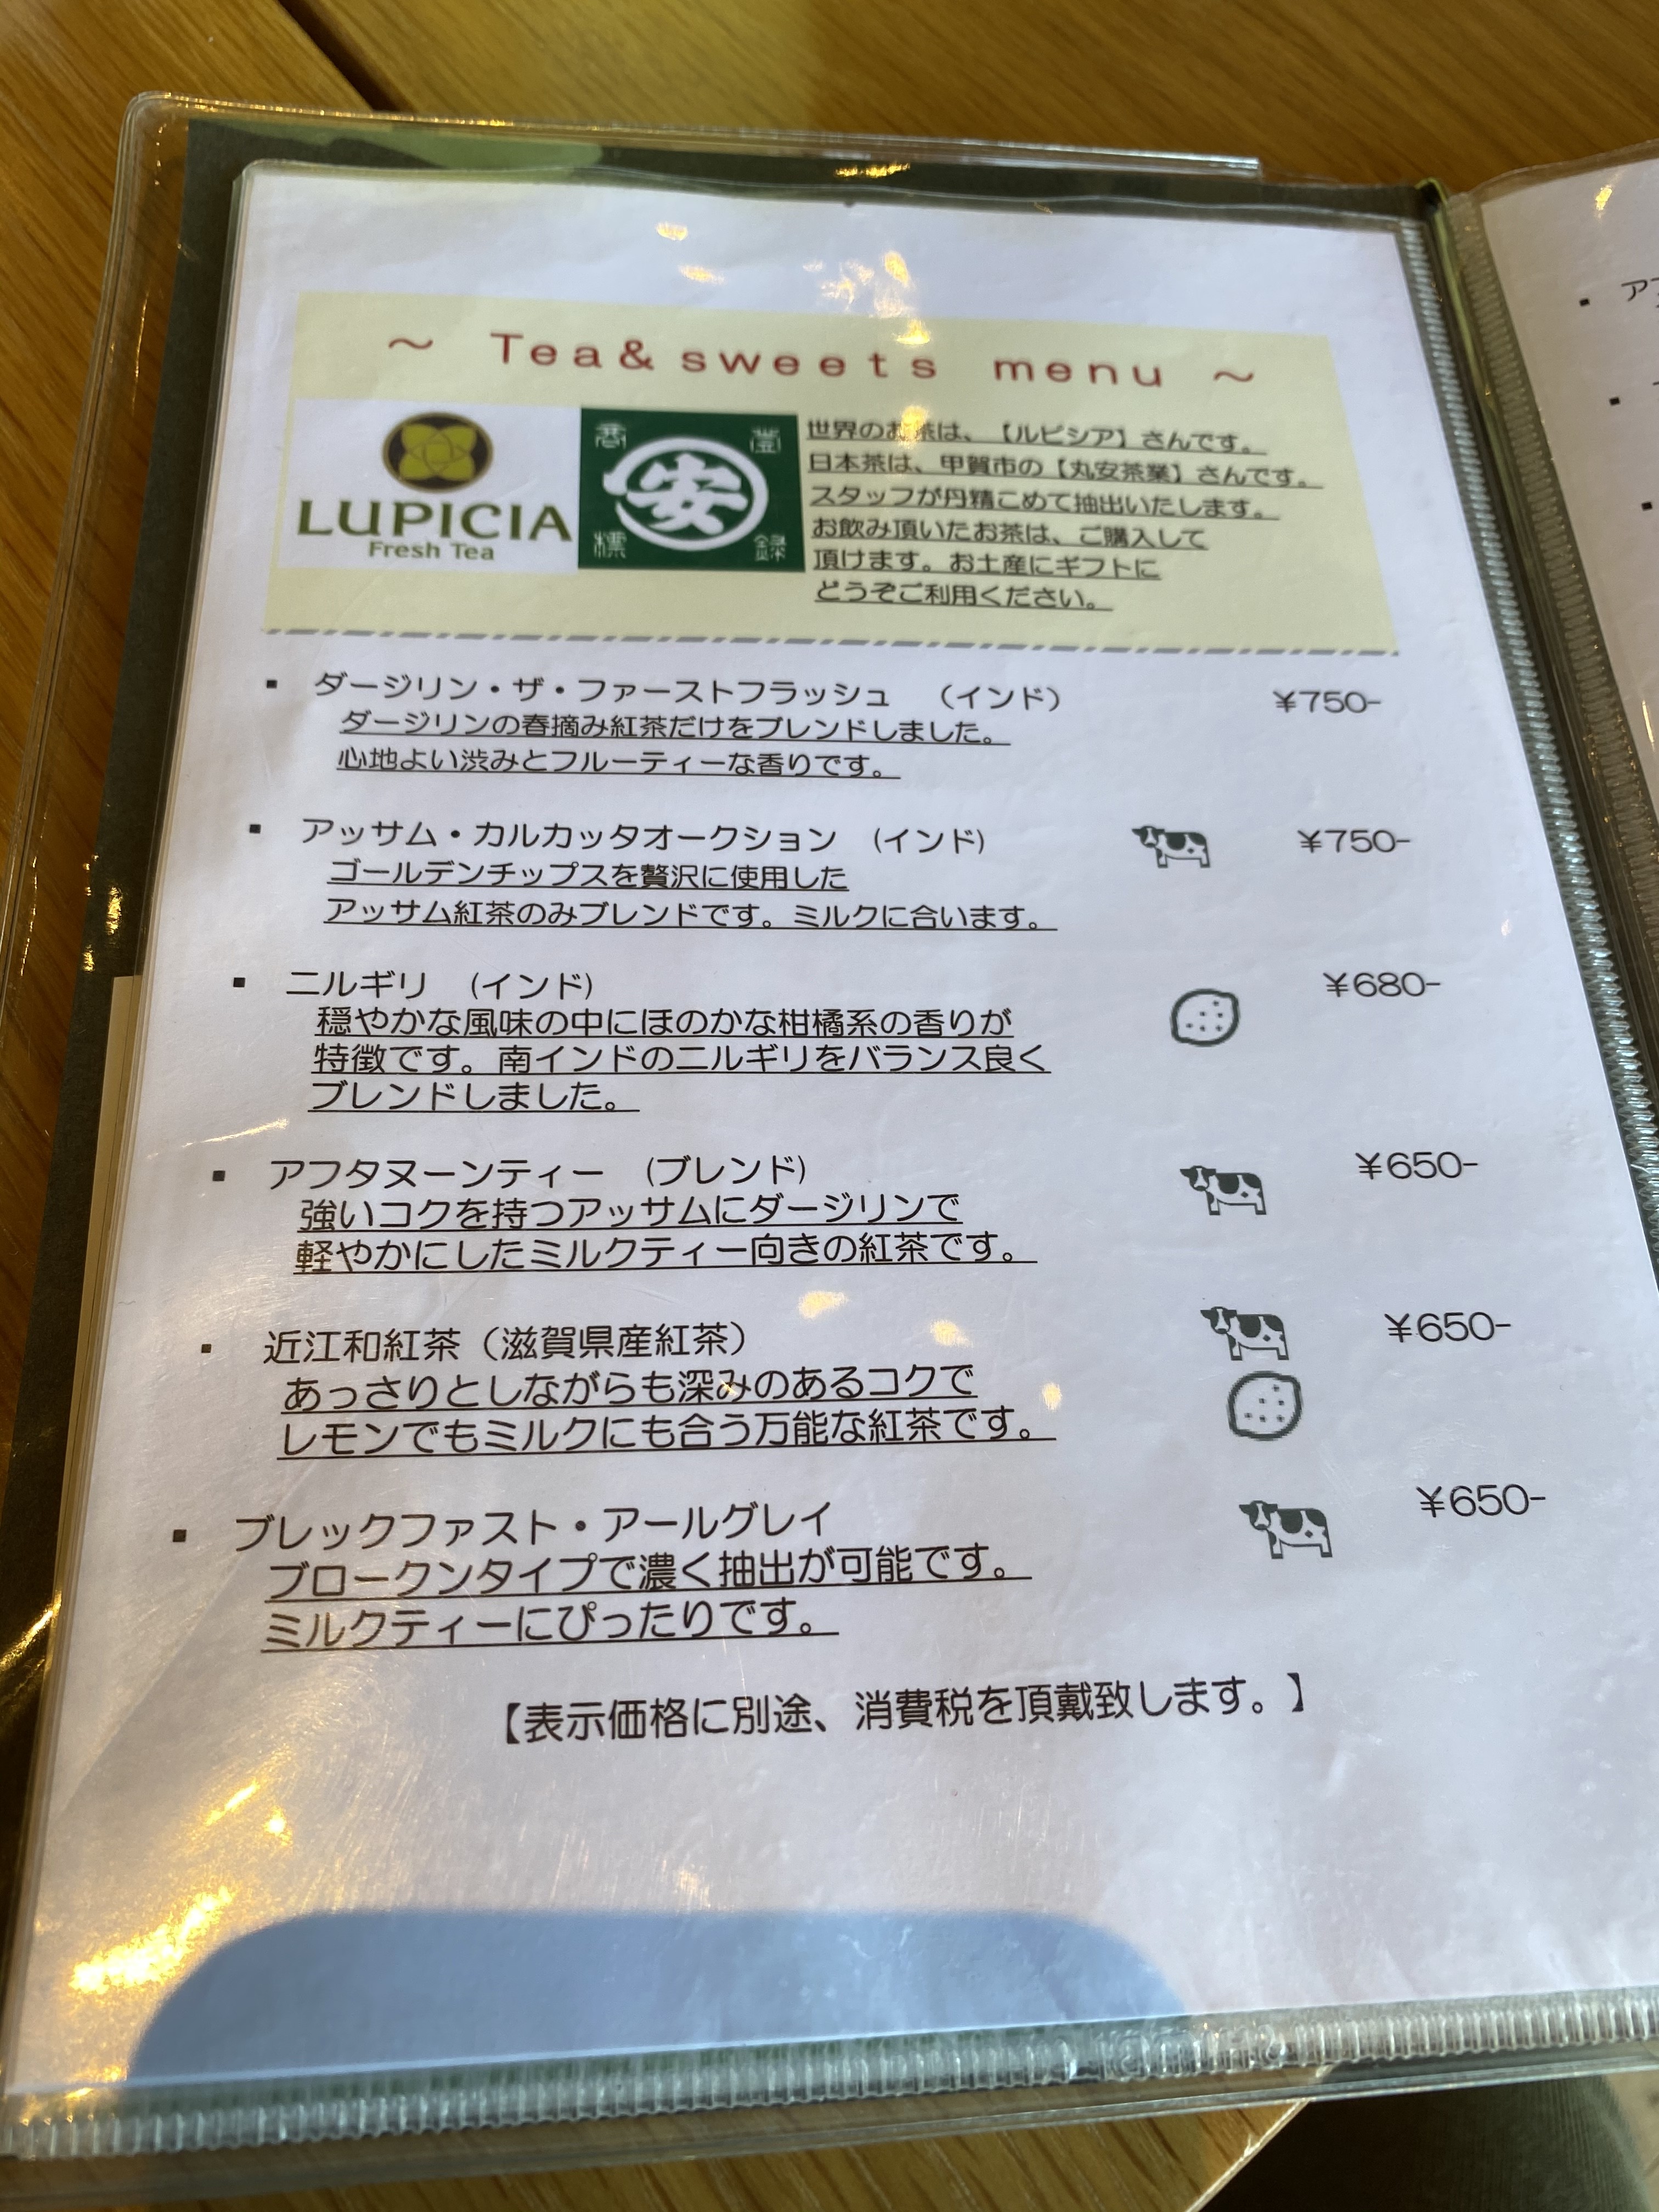 ～ Tea&sweets menu ～
LUPICIA
Fresh Tea
安
登
録
商
標
世界のお茶は、【ルピシア】さんです。
日本茶は、甲賀市の【丸安茶業】さんです。
スタッフが丹精こめて抽出いたします。
お飲み頂いたお茶は、ご購入して
頂けます。お土産にギフトに
どうぞご利用ください。
▪ ダージリン・ザ・ファーストフラッシュ （インド） ¥750-
ダージリンの春摘み紅茶だけをブレンドしました。
心地よい渋みとフルーティーな香りです。
▪ アッサム・カルカッタオークション (インド) ¥750-
ゴールデンチップスを贅沢に使用した
アッサム紅茶のみブレンドです。ミルクに合います。
▪ ニルギリ (インド) ¥680-
穏やかな風味の中にほのかな柑橘系の香りが
特徴です。南インドのニルギリをバランス良く
ブレンドしました。
▪ アフタヌーンティー (ブレンド) ¥650-
強いコクを持つアッサムにダージリンで
軽やかにしたミルクティー向きの紅茶です。
▪ 近江和紅茶（滋賀県産紅茶） ¥650-
あっさりとしながらも深みのあるコクで
レモンでもミルクにも合う万能な紅茶です。
▪ ブレックファスト・アールグレイ ¥650-
ブロークンタイプで濃く抽出が可能です。
ミルクティーにぴったりです。
【表示価格に別途、消費税を頂戴致します。】